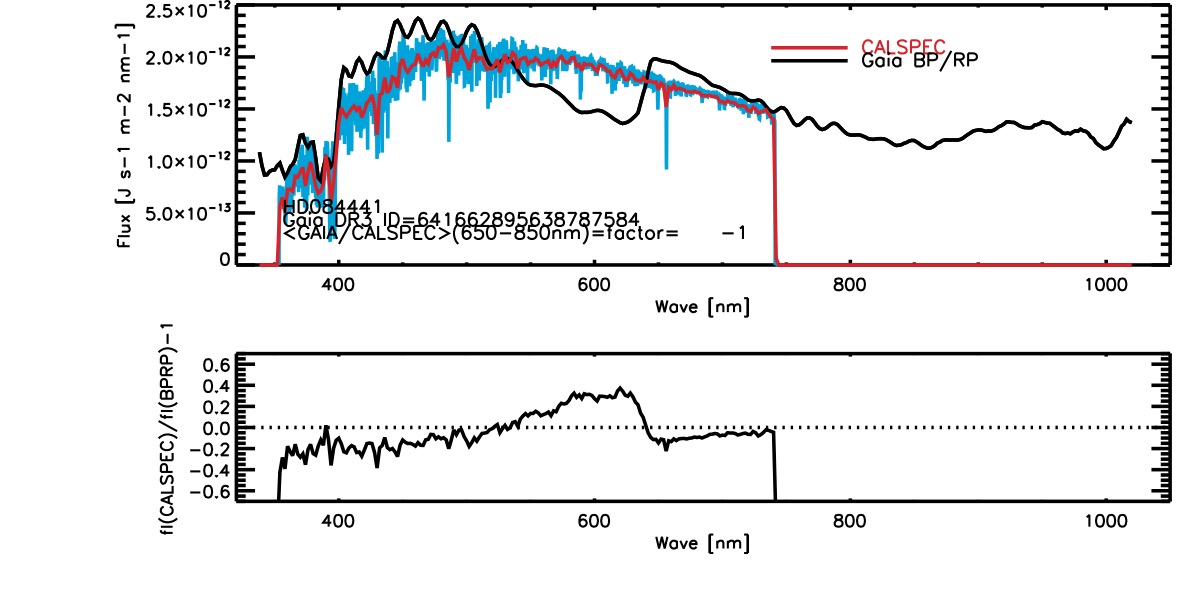 2.5×10−12
2.0×10−12
1.5×10−12
1.0×10−12
5.0×10−13
0
Flux [J s−1 m−2 nm−1]
CALSPEC
Gaia BP/RP
HD084441
Gaia DR3 ID=641662895638787584
<GAIA/CALSPEC>(650−850nm)=factor= −1
400 600 800 1000
Wave [nm]
fl(CALSPEC)/fl(BPRP)−1
0.6
0.4
0.2
0.0
−0.2
−0.4
−0.6
400 600 800 1000
Wave [nm]